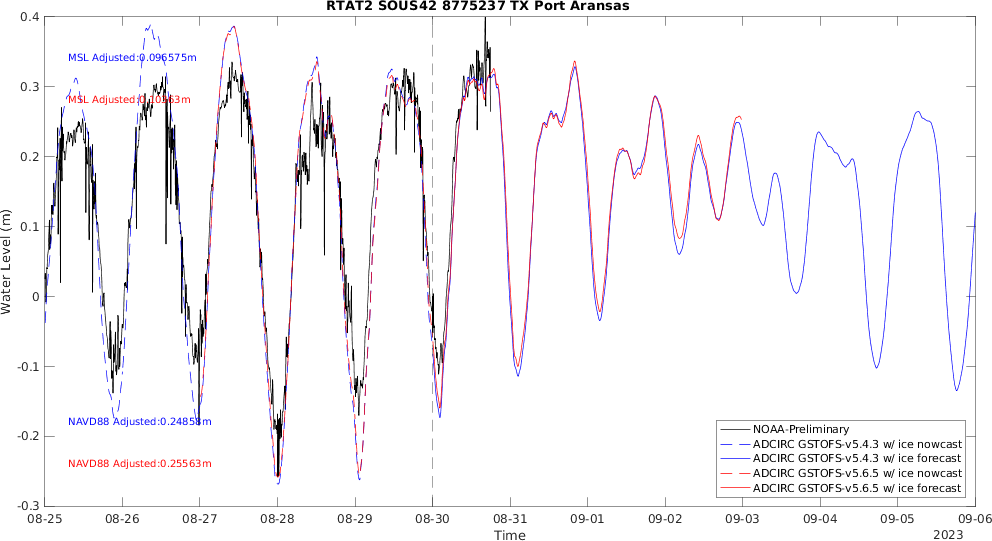 RTAT2 SOUS42 8775237 TX Port Aransas
0.4
0.3
0.2
0.1
0
-0.1
-0.2
-0.3
Water Level (m)
MSL Adjusted:0.096575m
MSL Adjusted:0.10363m
NAVD88 Adjusted:0.24858m
NAVD88 Adjusted:0.25563m
NOAA-Preliminary
ADCIRC GSTOFS-v5.4.3 w/ ice nowcast
ADCIRC GSTOFS-v5.4.3 w/ ice forecast
ADCIRC GSTOFS-v5.6.5 w/ ice nowcast
ADCIRC GSTOFS-v5.6.5 w/ ice forecast
08-25 08-26 08-27 08-28 08-29 08-30 08-31 09-01 09-02 09-03 09-04 09-05 09-06
Time
2023